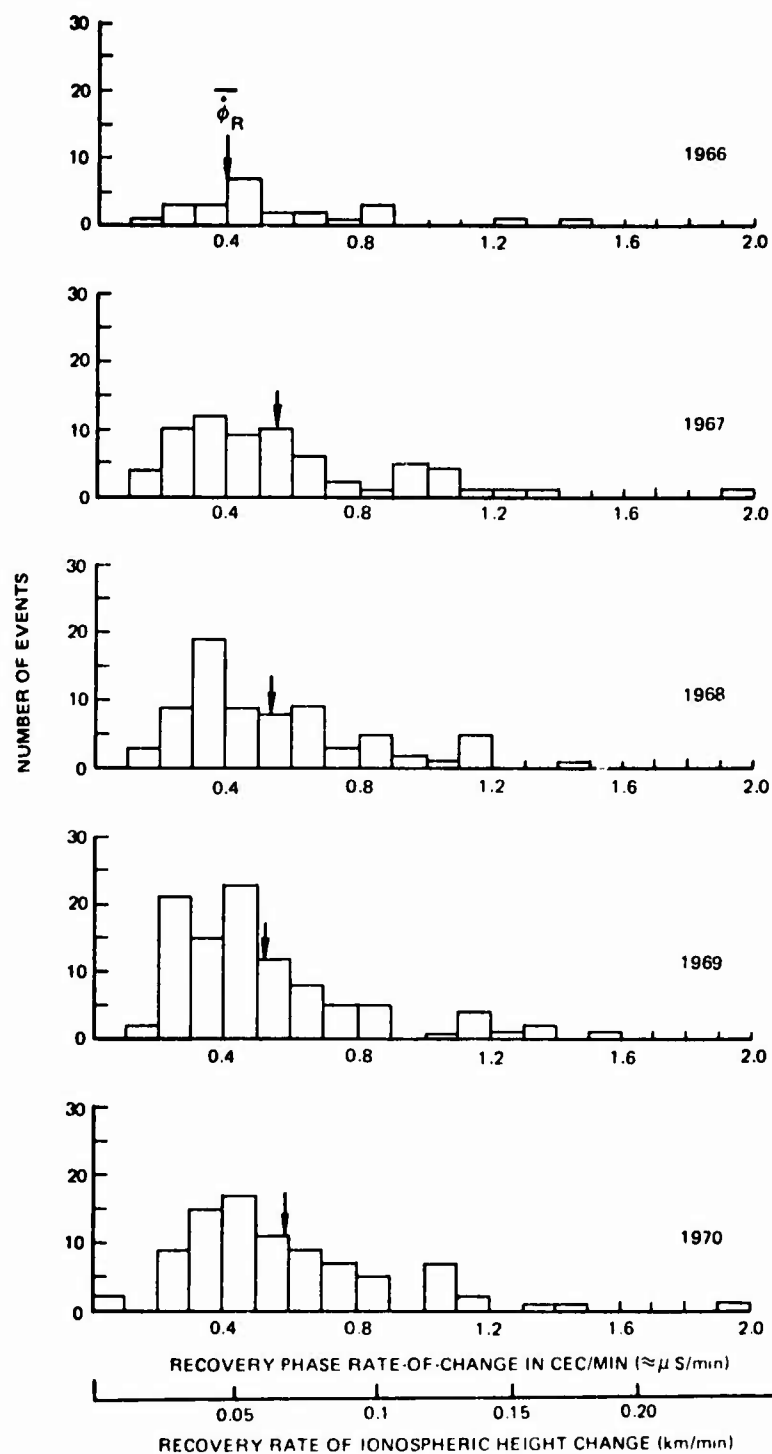 30
20
10
0
φ̇R
1966
0.4 0.8 1.2 1.6 2.0
30
20
10
0
1967
0.4 0.8 1.2 1.6 2.0
NUMBER OF EVENTS
30
20
10
0
1968
0.4 0.8 1.2 1.6 2.0
30
20
10
0
1969
0.4 0.8 1.2 1.6 2.0
30
20
10
0
1970
0.4 0.8 1.2 1.6 2.0
RECOVERY PHASE RATE-OF-CHANGE IN CEC/MIN (≈μ S/min)
0.05 0.1 0.15 0.20
RECOVERY RATE OF IONOSPHERIC HEIGHT CHANGE (km/min)